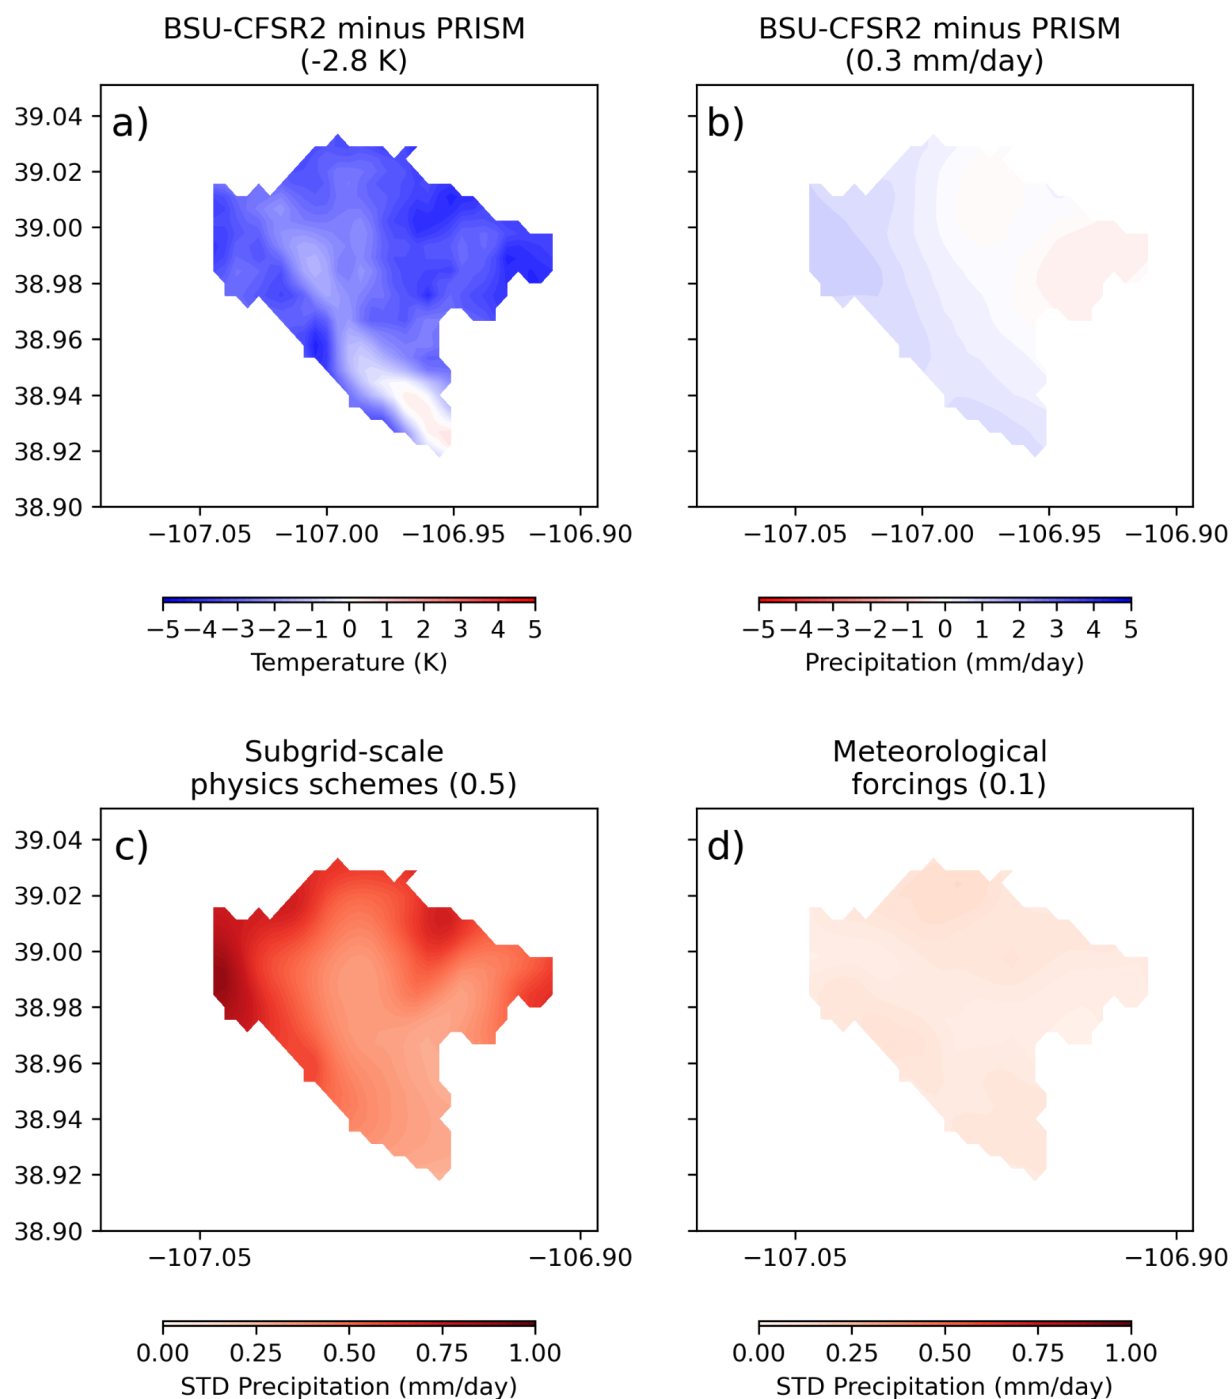 BSU-CFSR2 minus PRISM
(-2.8 K)
BSU-CFSR2 minus PRISM
(0.3 mm/day)
a)
39.04
39.02
39.00
38.98
38.96
38.94
38.92
38.90
b)
−107.05 −107.00 −106.95 −106.90
−107.05 −107.00 −106.95 −106.90
−5 −4 −3 −2 −1 0 1 2 3 4 5
Temperature (K)
−5 −4 −3 −2 −1 0 1 2 3 4 5
Precipitation (mm/day)
Subgrid-scale
physics schemes (0.5)
Meteorological
forcings (0.1)
c)
39.04
39.02
39.00
38.98
38.96
38.94
38.92
38.90
d)
−107.05 −106.90
−107.05 −106.90
0.00 0.25 0.50 0.75 1.00
STD Precipitation (mm/day)
0.00 0.25 0.50 0.75 1.00
STD Precipitation (mm/day)